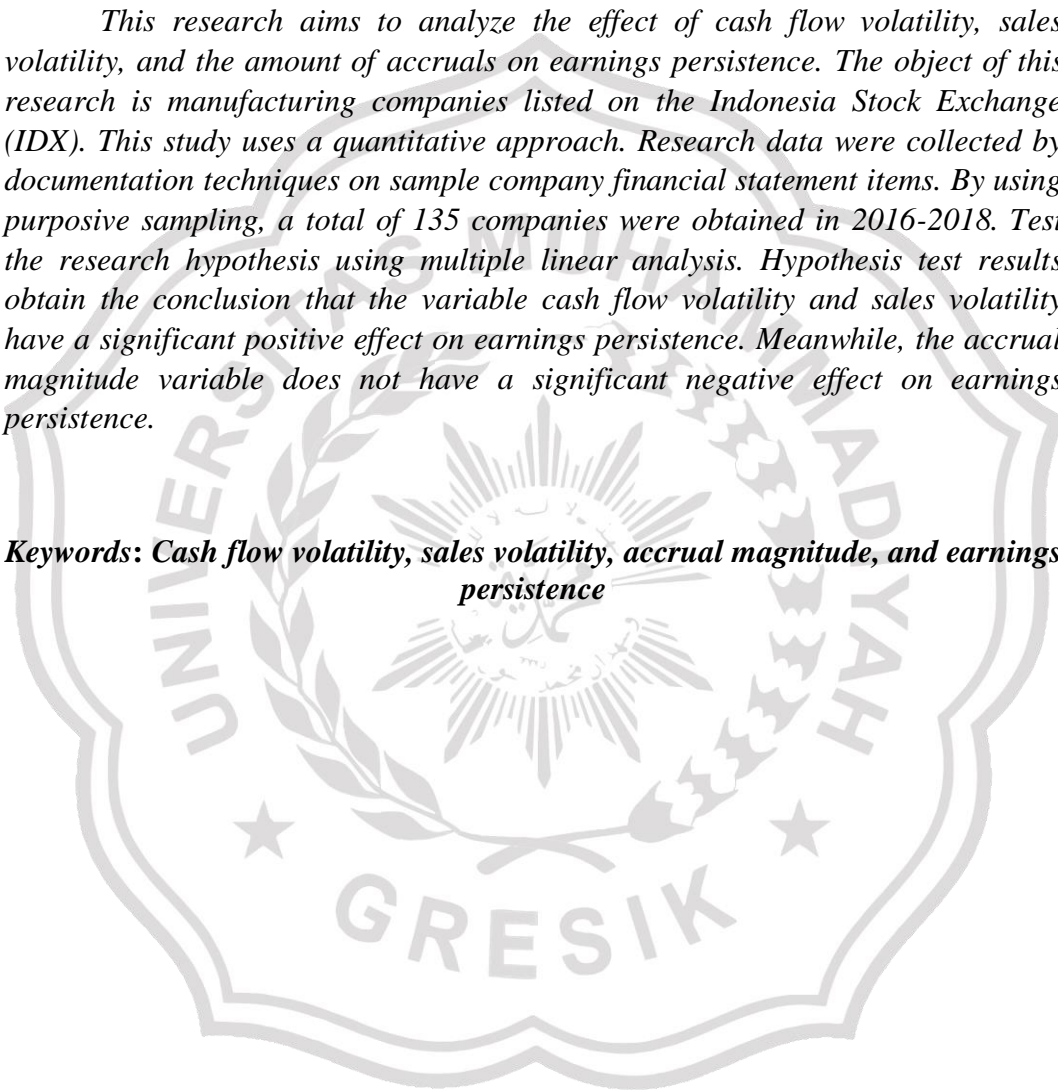 This research aims to analyze the effect of cash flow volatility, sales
volatility, and the amount of accruals on earnings persistence. The object of this
research is manufacturing companies listed on the Indonesia Stock Exchange
(IDX). This study uses a quantitative approach. Research data were collected by
documentation techniques on sample company financial statement items. By using
purposive sampling, a total of 135 companies were obtained in 2016-2018. Test
the research hypothesis using multiple linear analysis. Hypothesis test results
obtain the conclusion that the variable cash flow volatility and sales volatility
have a significant positive effect on earnings persistence. Meanwhile, the accrual
magnitude variable does not have a significant negative effect on earnings
persistence.
Keywords: Cash flow volatility, sales volatility, accrual magnitude, and earnings
persistence
UNIVERSITAS MUHAMMADIYAH
GRESIK